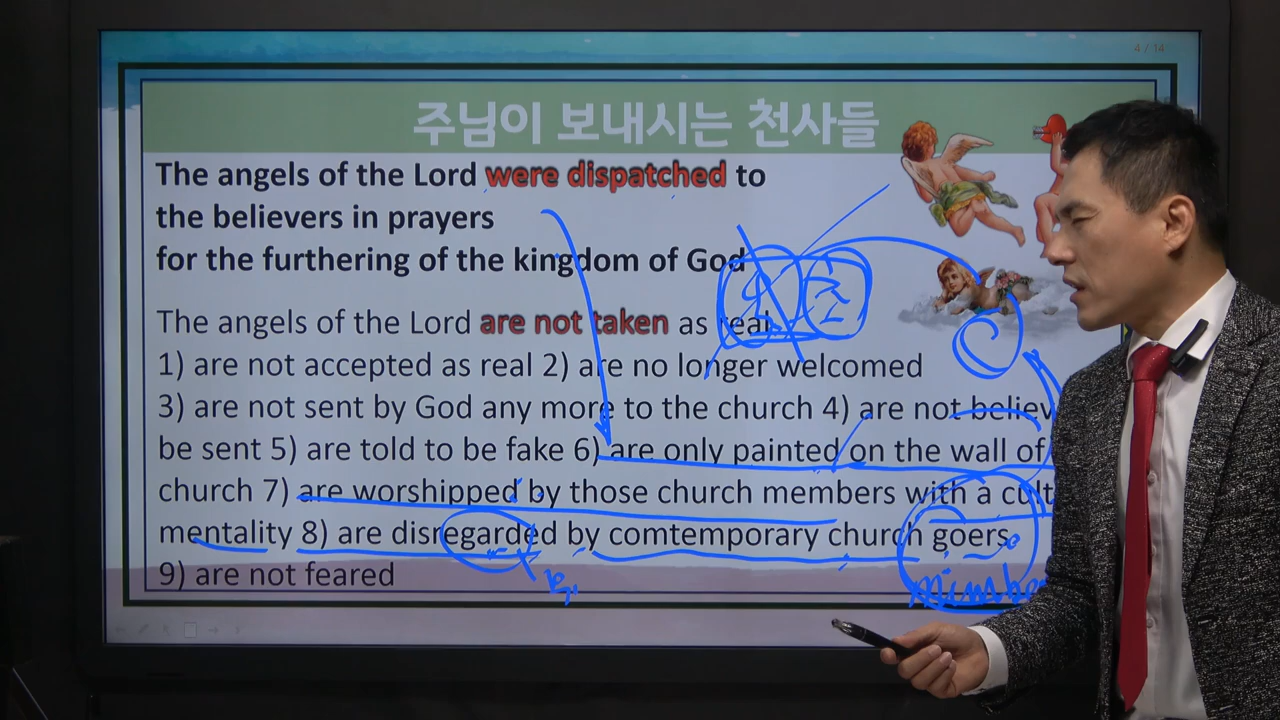 4 / 14
주님이 보내시는 천사들
The angels of the Lord were dispatched to
the believers in prayers
for the furthering of the kingdom of God
The angels of the Lord are not taken as real
1) are not accepted as real 2) are no longer welcomed
3) are not sent by God any more to the church 4) are not believ
be sent 5) are told to be fake 6) are only painted on the wall of
church 7) are worshipped by those church members with a cult
mentality 8) are disregarded by comtemporary church goers
9) are not feared